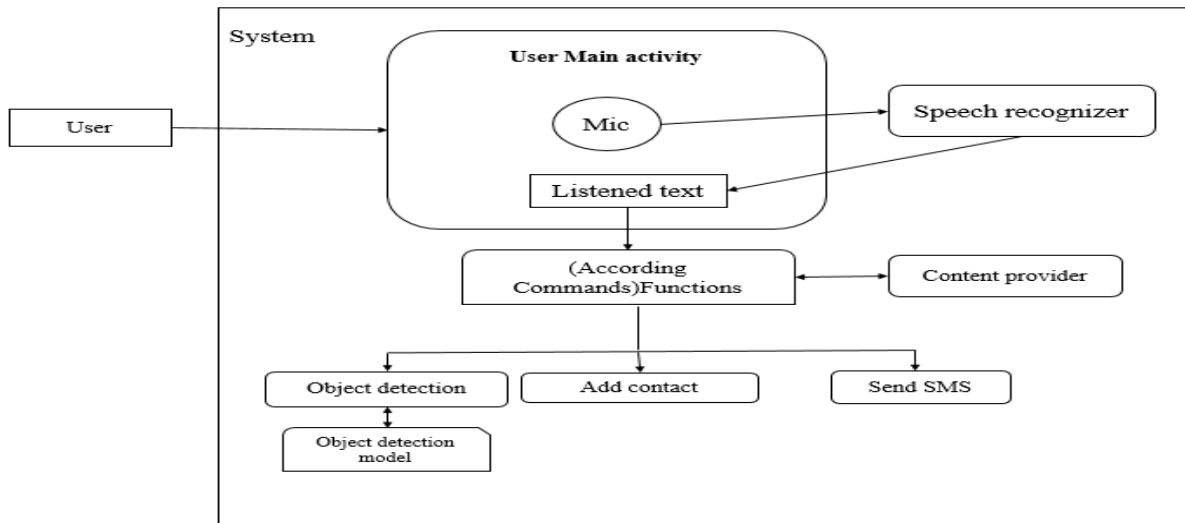 System
User Main activity
User
Mic
Speech recognizer
Listened text
(According
Commands)Functions
Content provider
Object detection
Add contact
Send SMS
Object detection
model